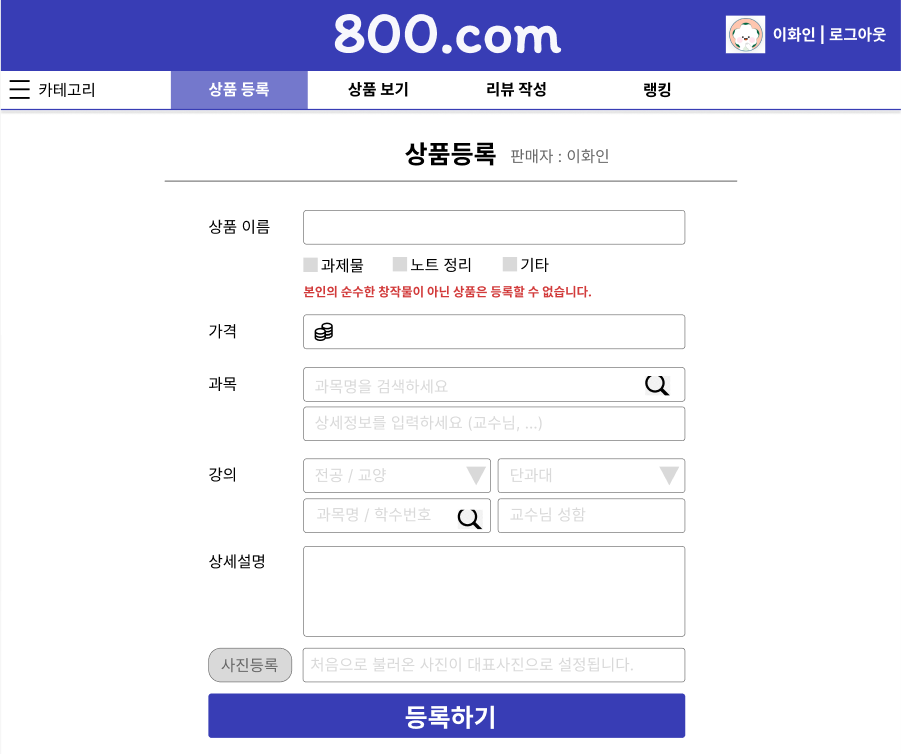 800.com
이화인 | 로그아웃
카테고리 상품 등록 상품 보기 리뷰 작성 랭킹
상품등록 판매자 : 이화인
상품 이름
과제물 노트 정리 기타
본인의 순수한 창작물이 아닌 상품은 등록할 수 없습니다.
가격
과목 과목명을 검색하세요
상세정보를 입력하세요 (교수님, ...)
강의 전공 / 교양 단과대
과목명 / 학수번호 교수님 성함
상세설명
사진등록 처음으로 불러온 사진이 대표사진으로 설정됩니다.
등록하기